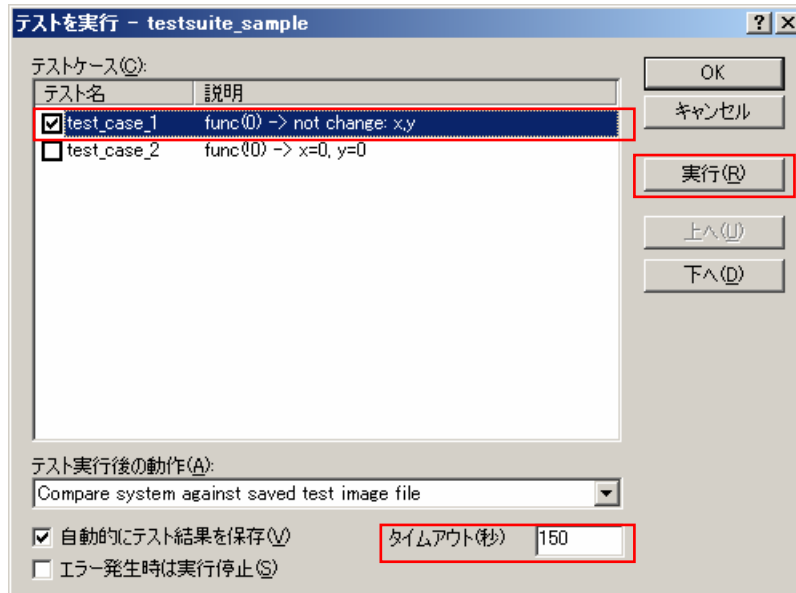 テストを実行 - testsuite_sample
テストケース(C):
テスト名 説明
test_case_1 func(0) -> not change: x,y
test_case_2 func(!0) -> x=0, y=0
OK
キャンセル
実行(R)
上へ(U)
下へ(D)
テスト実行後の動作(A):
Compare system against saved test image file
自動的にテスト結果を保存(V)
タイムアウト(秒) 150
エラー発生時は実行停止(S)